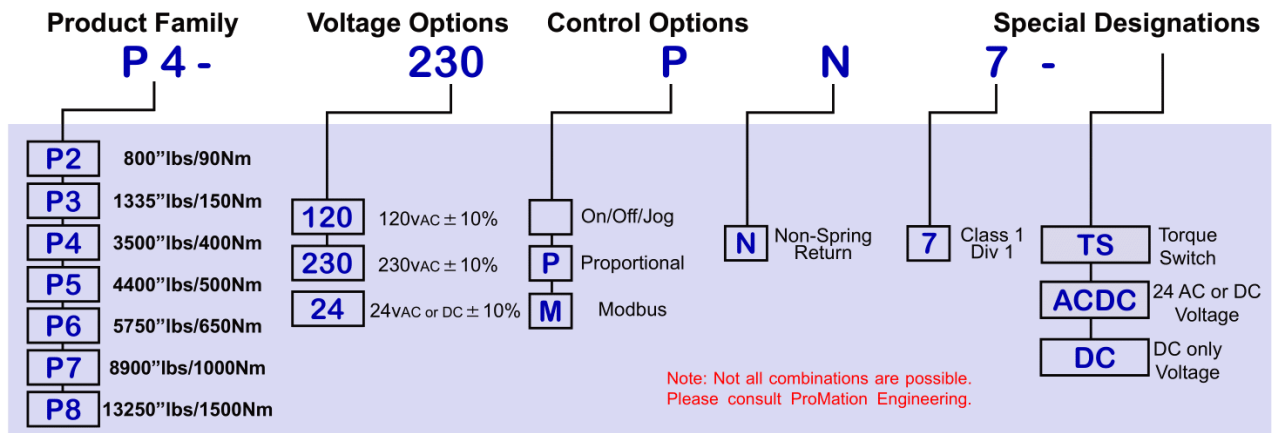 Product Family Voltage Options Control Options Special Designations
P 4 - 230 P N 7 -
P2 800”lbs/90Nm
P3 1335”lbs/150Nm
P4 3500”lbs/400Nm
P5 4400”lbs/500Nm
P6 5750”lbs/650Nm
P7 8900”lbs/1000Nm
P8 13250”lbs/1500Nm
120 120VAC ± 10%
230 230VAC ± 10%
24 24VAC or DC ± 10%
On/Off/Jog
P Proportional
M Modbus
N Non-Spring
Return
7 Class 1
Div 1
TS Torque
Switch
ACDC 24 AC or DC
Voltage
DC DC only
Voltage
Note: Not all combinations are possible.
Please consult ProMation Engineering.